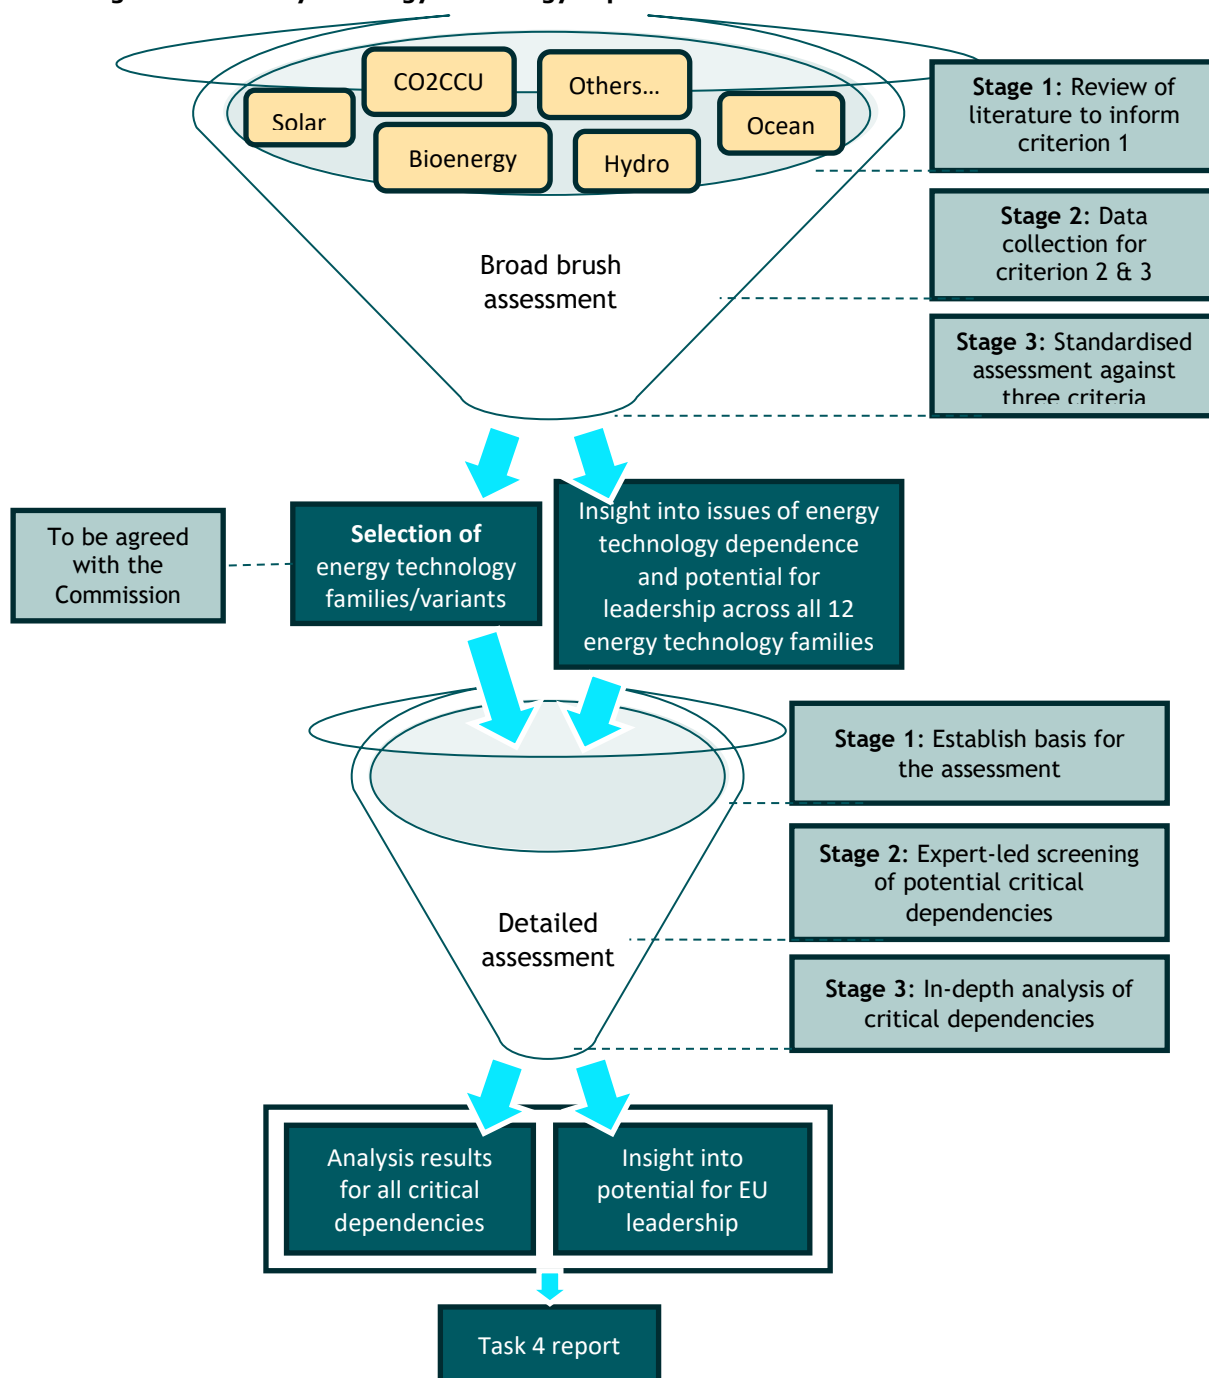 CO2CCU
Others...
Solar
Ocean
Bioenergy
Hydro
Stage 1: Review of
literature to inform
criterion 1
Broad brush
assessment
Stage 2: Data
collection for
criterion 2 & 3
Stage 3: Standardised
assessment against
three criteria
To be agreed
with the
Commission
Selection of
energy technology
families/variants
Insight into issues of energy
technology dependence
and potential for
leadership across all 12
energy technology families
Stage 1: Establish basis for
the assessment
Stage 2: Expert-led screening
of potential critical
dependencies
Detailed
assessment
Stage 3: In-depth analysis of
critical dependencies
Analysis results
for all critical
dependencies
Insight into
potential for EU
leadership
Task 4 report